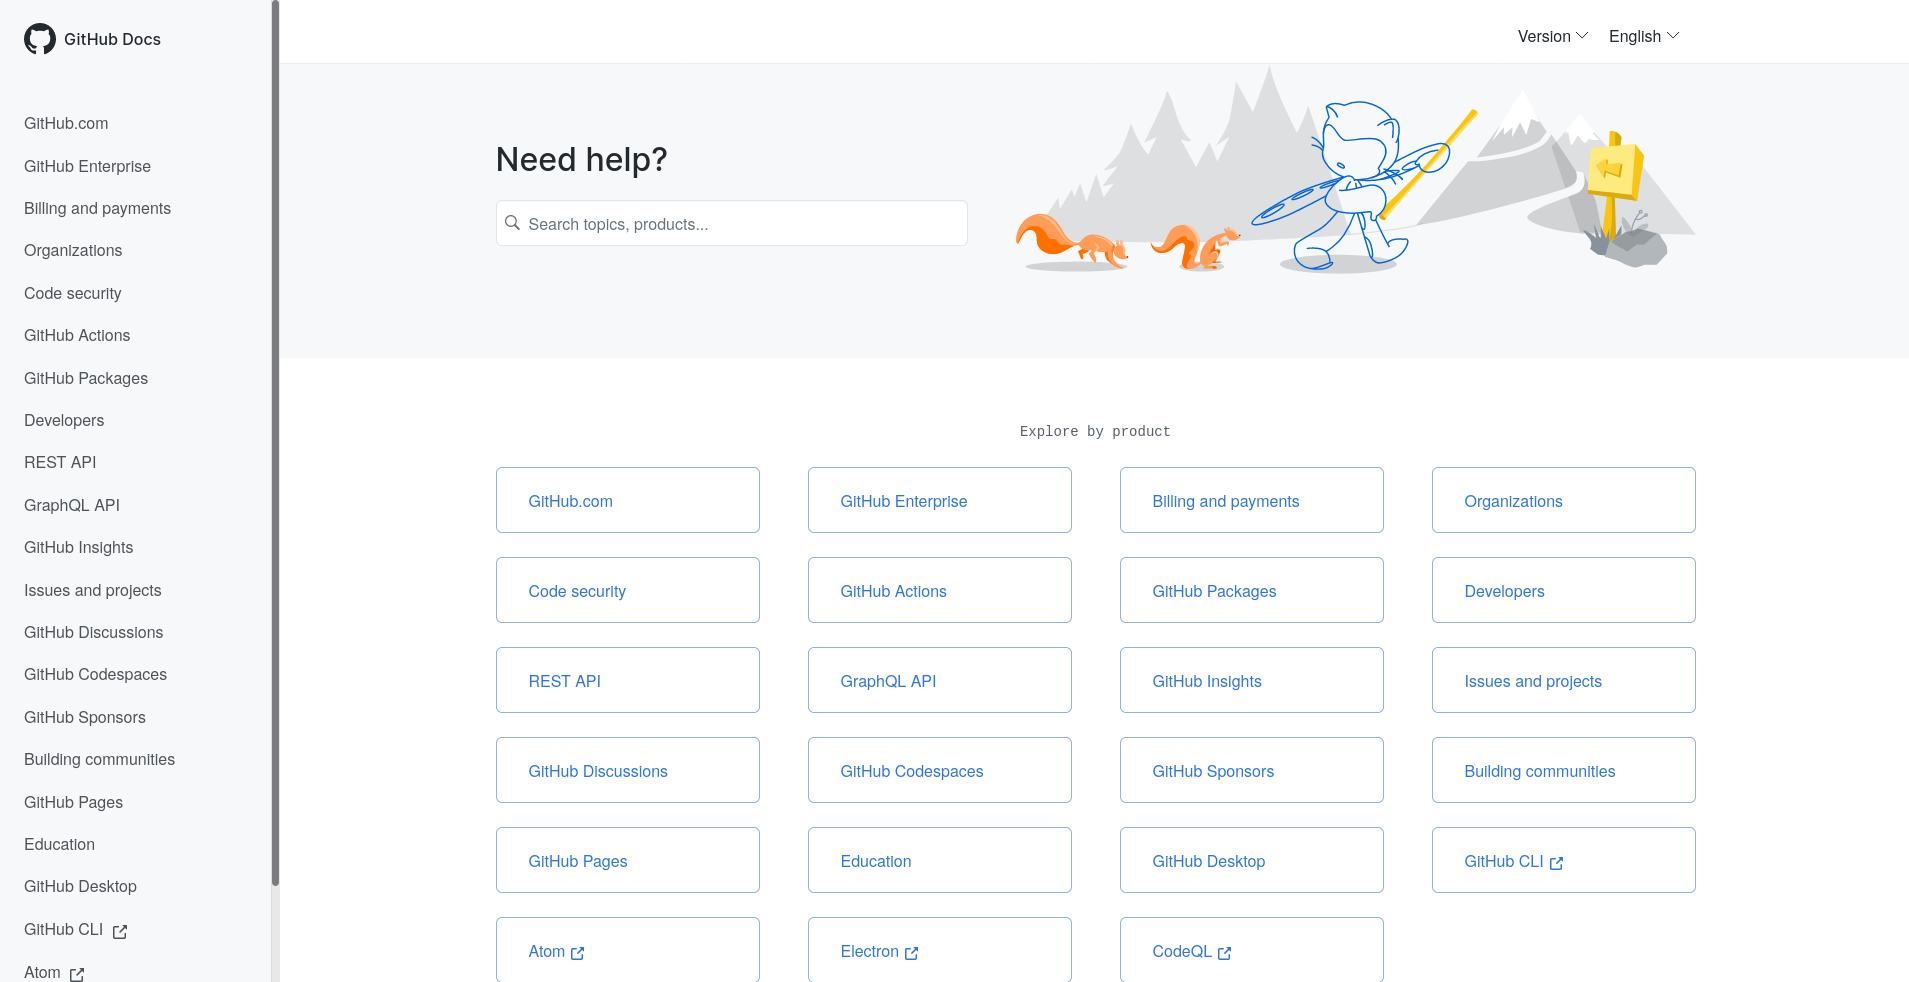 GitHub Docs
GitHub.com
GitHub Enterprise
Billing and payments
Organizations
Code security
GitHub Actions
GitHub Packages
Developers
REST API
GraphQL API
GitHub Insights
Issues and projects
GitHub Discussions
GitHub Codespaces
GitHub Sponsors
Building communities
GitHub Pages
Education
GitHub Desktop
GitHub CLI
Atom
Version English
Need help?
Search topics, products...
Explore by product
GitHub.com GitHub Enterprise Billing and payments Organizations
Code security GitHub Actions GitHub Packages Developers
REST API GraphQL API GitHub Insights Issues and projects
GitHub Discussions GitHub Codespaces GitHub Sponsors Building communities
GitHub Pages Education GitHub Desktop GitHub CLI
Atom Electron CodeQL